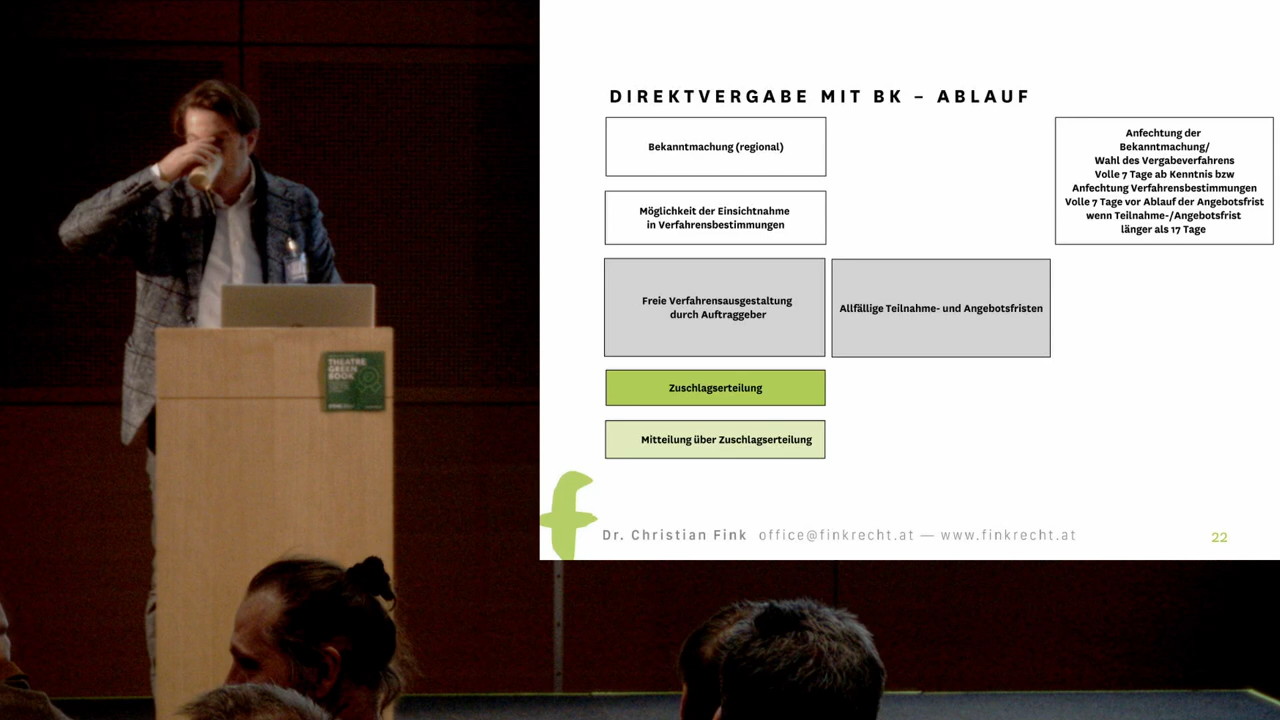 DIREKTVERGABE MIT BK – ABLAUF
Bekanntmachung (regional)
Möglichkeit der Einsichtnahme
in Verfahrensbestimmungen
Freie Verfahrensausgestaltung
durch Auftraggeber
Allfällige Teilnahme- und Angebotsfristen
Zuschlagserteilung
Mitteilung über Zuschlagserteilung
Anfechtung der
Bekanntmachung/
Wahl des Vergabeverfahrens
Volle 7 Tage ab Kenntnis bzw
Anfechtung Verfahrensbestimmungen
Volle 7 Tage vor Ablauf der Angebotsfrist
wenn Teilnahme-/Angebotsfrist
länger als 17 Tage
f
Dr. Christian Fink office@finkrecht.at — www.finkrecht.at
22
THEATRE
GREEN
BOOK